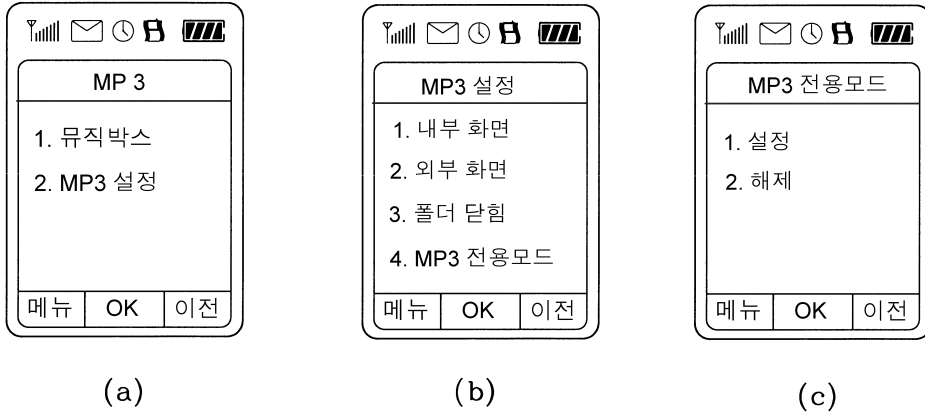 MP 3
1. 뮤직박스
2. MP3 설정
메뉴 OK 이전
(a)
MP3 설정
1. 내부 화면
2. 외부 화면
3. 폴더 닫힘
4. MP3 전용모드
메뉴 OK 이전
(b)
MP3 전용모드
1. 설정
2. 해제
메뉴 OK 이전
(c)